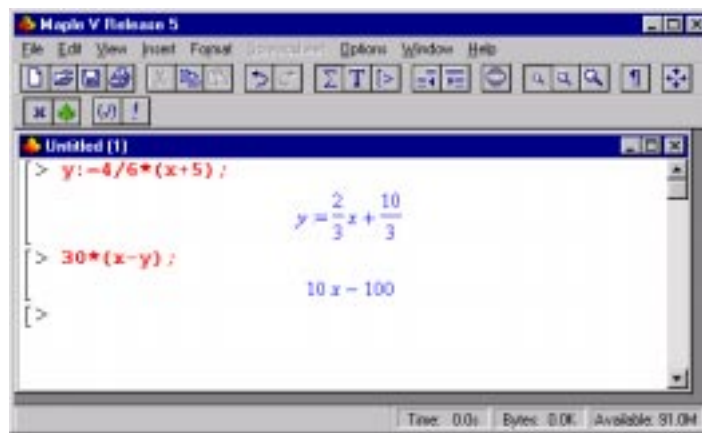 Maple V Release 5
File Edit View Insert Format Spreadsheet Options Window Help
Untitled (1)
> y:=4/6*(x+5);
y = 2/3 x + 10/3
> 30*(x-y);
10 x - 100
>
Time: 0.0s Bytes: 0.0K Available: 91.0M